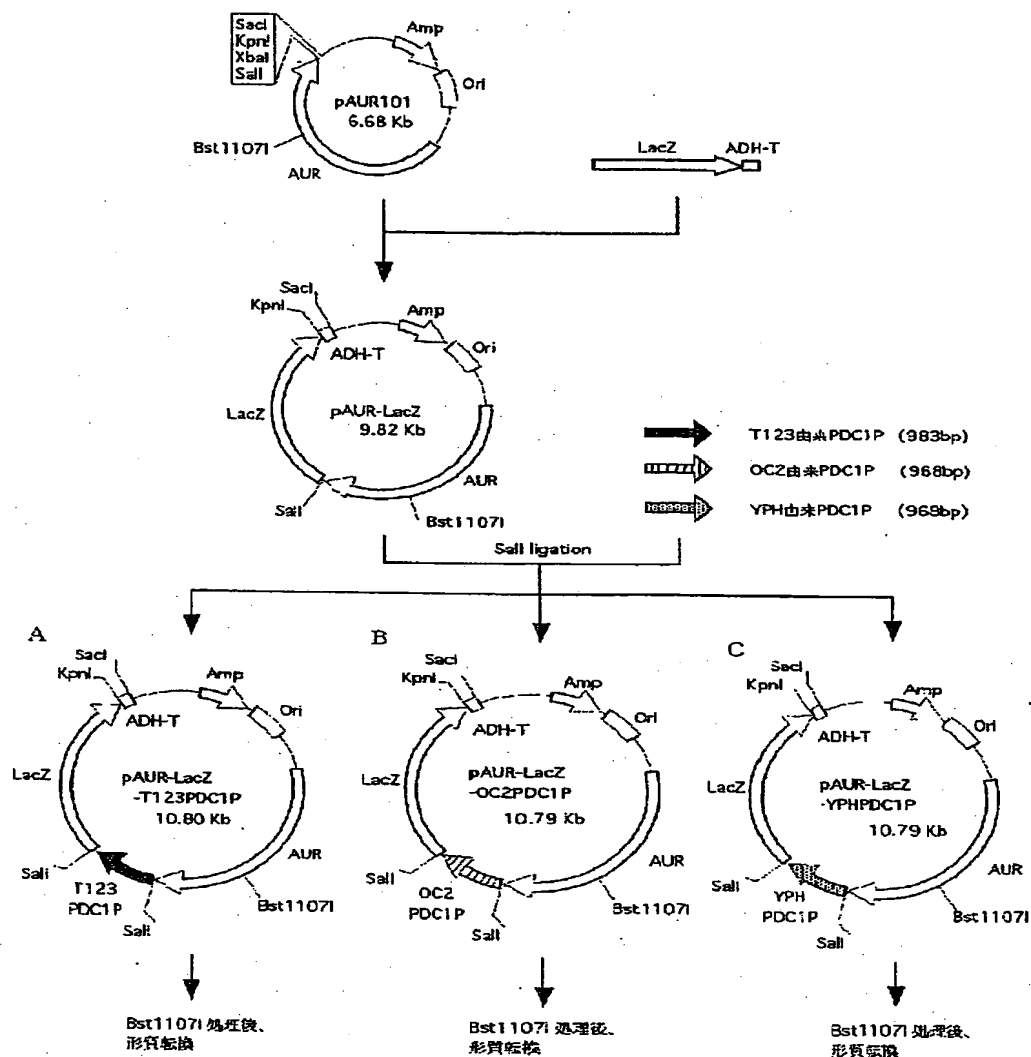 SacI
KpnI
XbaI
SalI
Amp
Ori
pAUR101
6.68 Kb
Bst1107I
AUR
LacZ
ADH-T
SacI
KpnI
Amp
ADH-T
Ori
LacZ
pAUR-LacZ
9.82 Kb
AUR
SalI
Bst1107I
T123由来PDC1P (983bp)
OC2由来PDC1P (968bp)
YPH由来PDC1P (968bp)
SalI ligation
A
SacI
KpnI
Amp
ADH-T
Ori
LacZ
pAUR-LacZ
-T123PDC1P
10.80 Kb
AUR
SalI
T123
PDC1P
SalI
Bst1107I
Bst1107I 処理後、
形質転換
B
SacI
KpnI
Amp
ADH-T
Ori
LacZ
pAUR-LacZ
-OC2PDC1P
10.79 Kb
AUR
SalI
OC2
PDC1P
SalI
Bst1107I
Bst1107I 処理後、
形質転換
C
SacI
KpnI
Amp
ADH-T
Ori
LacZ
pAUR-LacZ
-YPHPDC1P
10.79 Kb
AUR
SalI
YPH
PDC1P
SalI
Bst1107I
Bst1107I 処理後、
形質転換